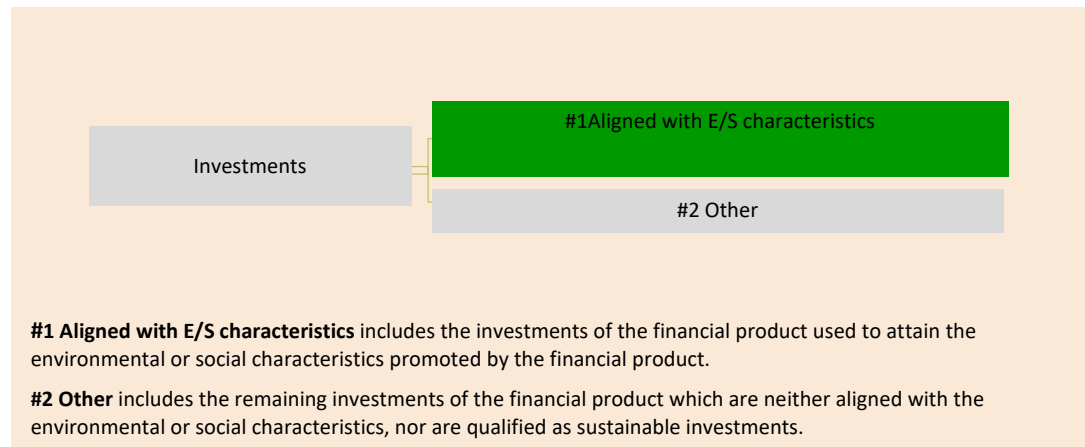 #1Aligned with E/S characteristics
Investments
#2 Other
#1 Aligned with E/S characteristics includes the investments of the financial product used to attain the
environmental or social characteristics promoted by the financial product.
#2 Other includes the remaining investments of the financial product which are neither aligned with the
environmental or social characteristics, nor are qualified as sustainable investments.